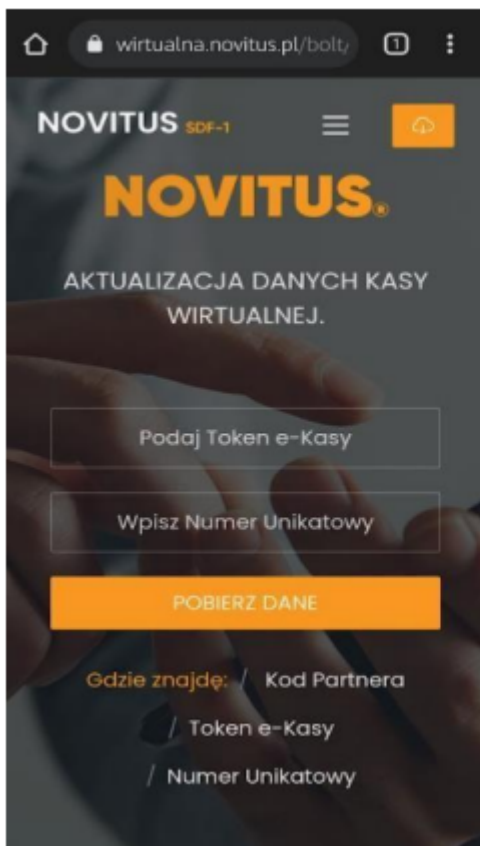 wirtualna.novitus.pl/bolt/
1
NOVITUS SDF-1
NOVITUS®
AKTUALIZACJA DANYCH KASY
WIRTUALNEJ.
Podaj Token e-Kasy
Wpisz Numer Unikatowy
POBIERZ DANE
Gdzie znajdę: / Kod Partnera
/ Token e-Kasy
/ Numer Unikatowy